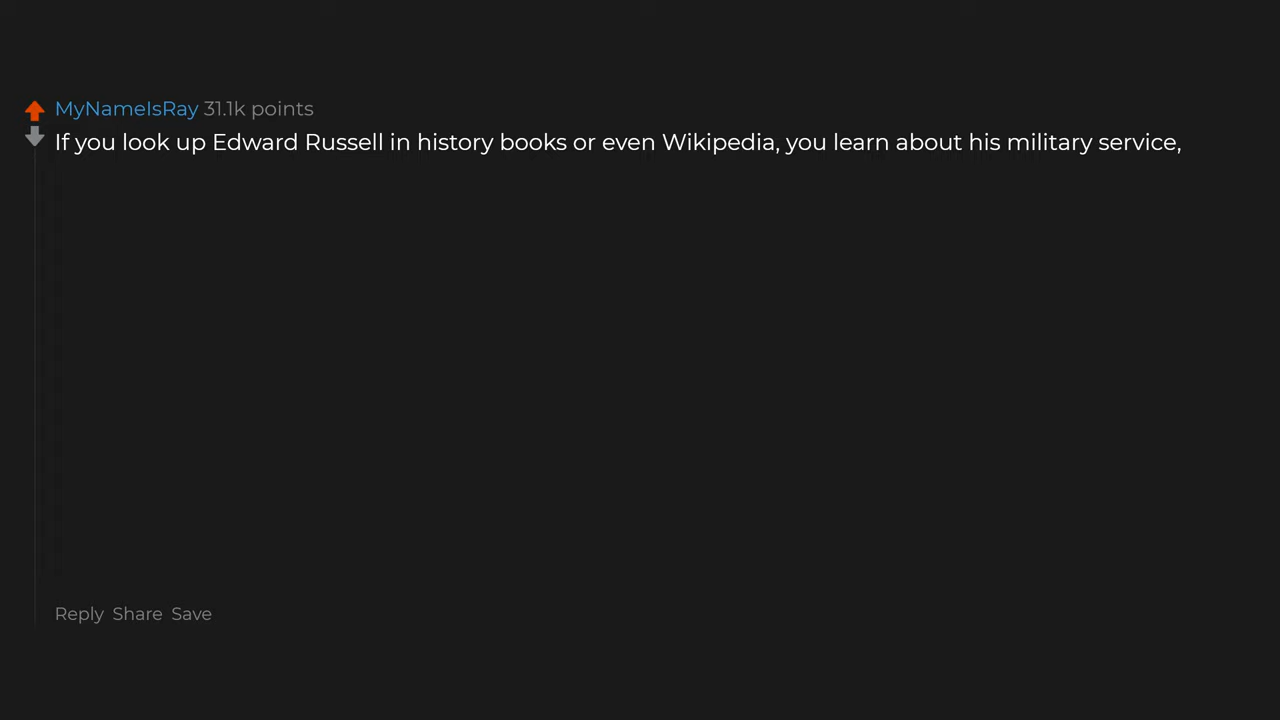 MyNameIsRay 31.1k points
If you look up Edward Russell in history books or even Wikipedia, you learn about his military service,
Reply Share Save